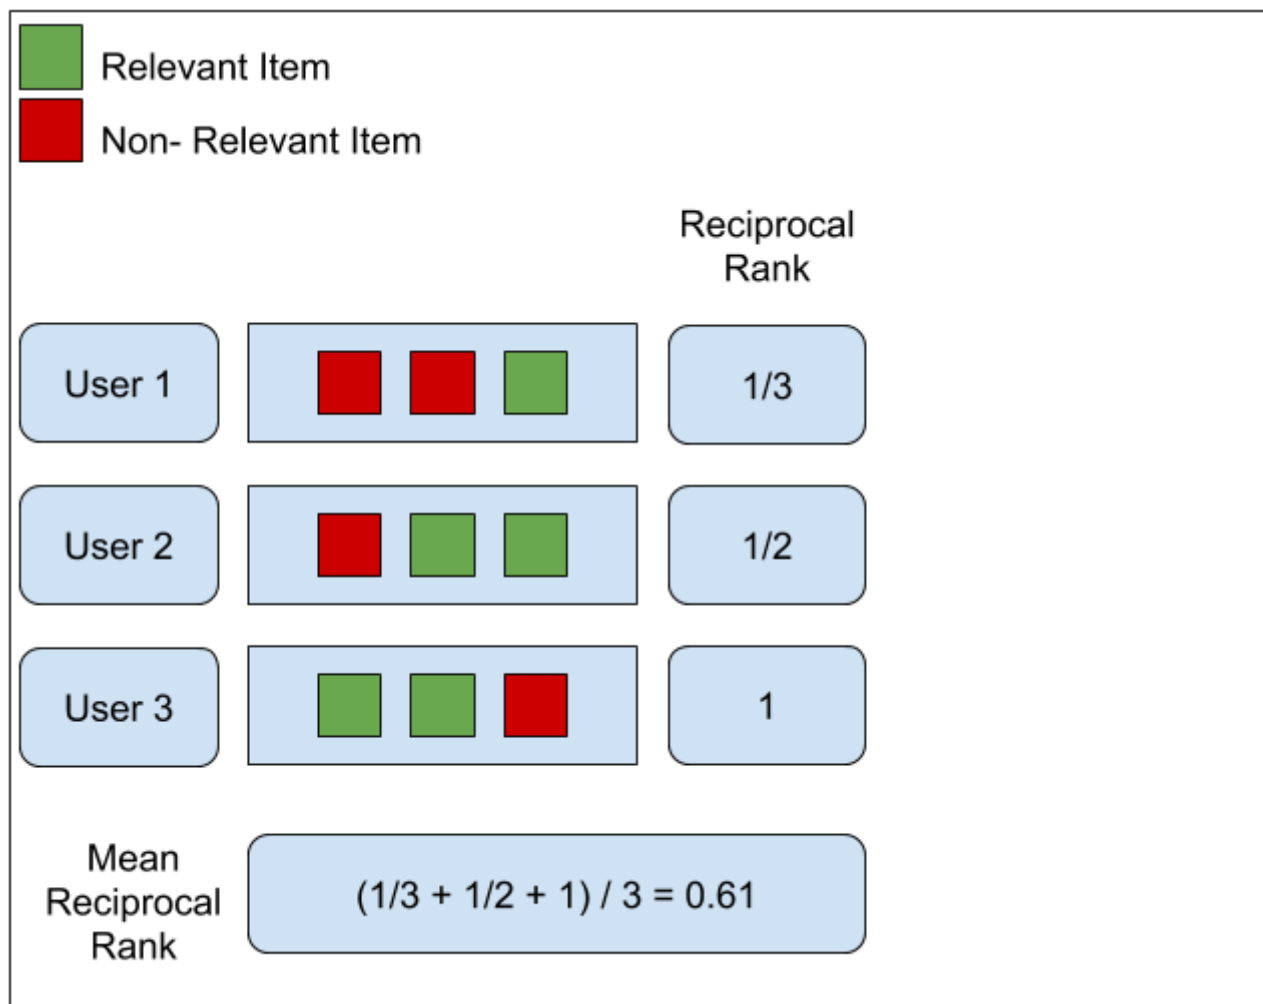 Relevant Item
Non- Relevant Item
Reciprocal
Rank
User 1
1/3
User 2
1/2
User 3
1
Mean
Reciprocal
Rank
(1/3 + 1/2 + 1) / 3 = 0.61